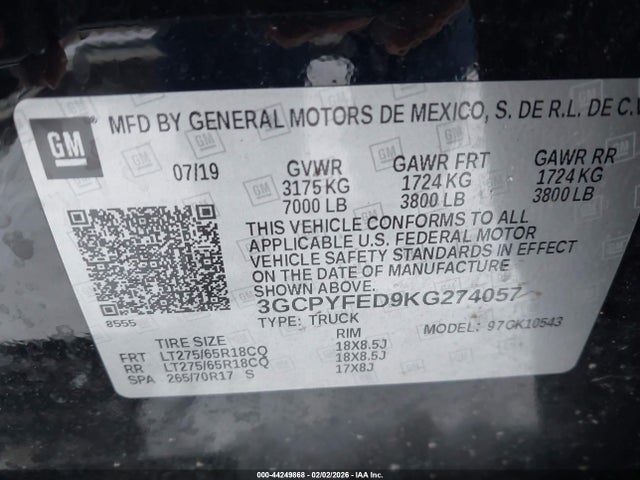 GM
MFD BY GENERAL MOTORS DE MEXICO, S. DE R.L. DE C.V
07/19 GVWR GAWR FRT GAWR RR
3175 KG 1724 KG 1724 KG
7000 LB 3800 LB 3800 LB
THIS VEHICLE CONFORMS TO ALL
APPLICABLE U.S. FEDERAL MOTOR
VEHICLE SAFETY STANDARDS IN EFFECT
ON THE DATE OF MANUFACTURE
SHOWN ABOVE.
3GCPYFED9KG274057
8555 TYPE: TRUCK MODEL: 97CK10543
TIRE SIZE RIM
FRT LT275/65R18CQ 18X8.5J
RR LT275/65R18CQ 18X8.5J
SPA 265/70R17 S 17X8J
000-44249868 - 02/02/2026 - IAA Inc.